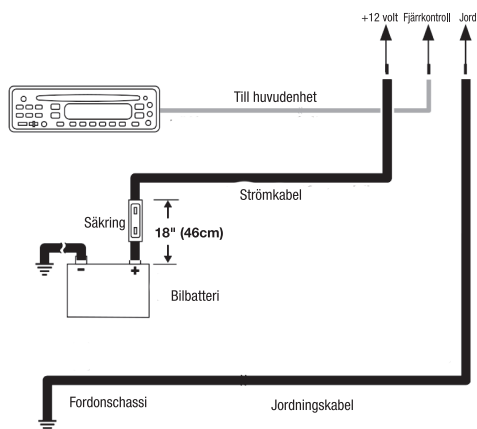 +12 volt Fjärrkontroll Jord
Till huvudenhet
Strömkabel
Säkring
18" (46cm)
- +
Bilbatteri
Fordonschassi
Jordningskabel